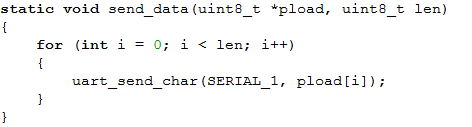 static void send_data(uint8_t *pload, uint8_t len)
{
    for (int i = 0; i < len; i++)
    {
        uart_send_char(SERIAL_1, pload[i]);
    }
}